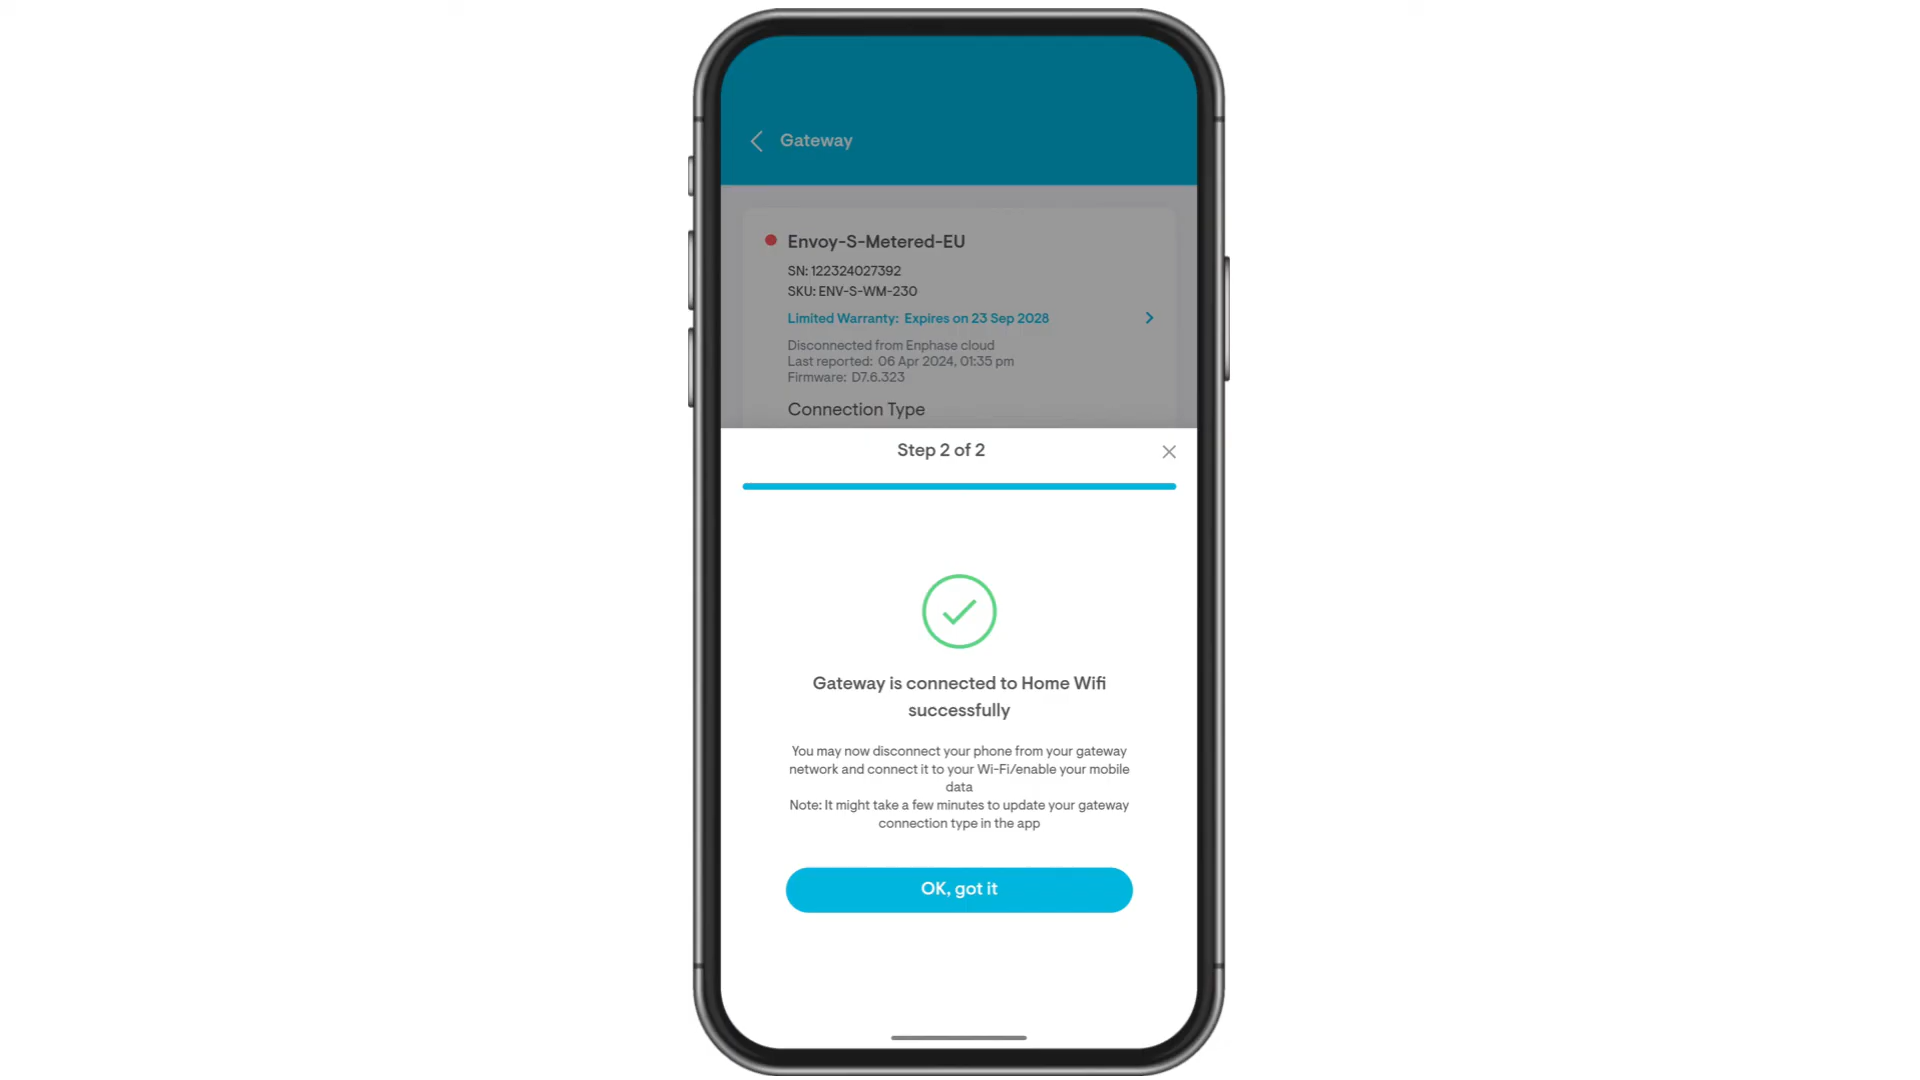 Gateway
Envoy-S-Metered-EU
SN: 122324027392
SKU: ENV-S-WM-230
Limited Warranty: Expires on 23 Sep 2028
Disconnected from Enphase cloud
Last reported: 06 Apr 2024, 01:35 pm
Firmware: D7.6.323
Connection Type
Step 2 of 2
Gateway is connected to Home Wifi
successfully
You may now disconnect your phone from your gateway
network and connect it to your Wi-Fi/enable your mobile
data
Note: It might take a few minutes to update your gateway
connection type in the app
OK, got it